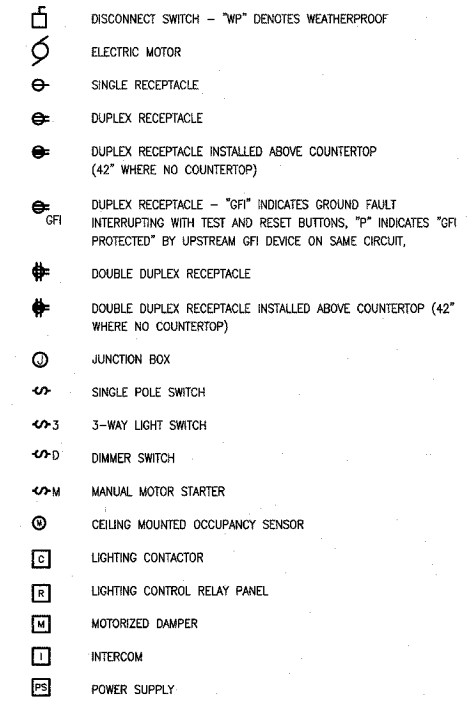 DISCONNECT SWITCH – "WP" DENOTES WEATHERPROOF
ELECTRIC MOTOR
SINGLE RECEPTACLE
DUPLEX RECEPTACLE
DUPLEX RECEPTACLE INSTALLED ABOVE COUNTERTOP
(42" WHERE NO COUNTERTOP)
GFI
DUPLEX RECEPTACLE – "GFI" INDICATES GROUND FAULT
INTERRUPTING WITH TEST AND RESET BUTTONS, "P" INDICATES "GFI
PROTECTED" BY UPSTREAM GFI DEVICE ON SAME CIRCUIT,
DOUBLE DUPLEX RECEPTACLE
DOUBLE DUPLEX RECEPTACLE INSTALLED ABOVE COUNTERTOP (42"
WHERE NO COUNTERTOP)
J JUNCTION BOX
SINGLE POLE SWITCH
3 3–WAY LIGHT SWITCH
D DIMMER SWITCH
M MANUAL MOTOR STARTER
M CEILING MOUNTED OCCUPANCY SENSOR
C LIGHTING CONTACTOR
R LIGHTING CONTROL RELAY PANEL
M MOTORIZED DAMPER
I INTERCOM
PS POWER SUPPLY